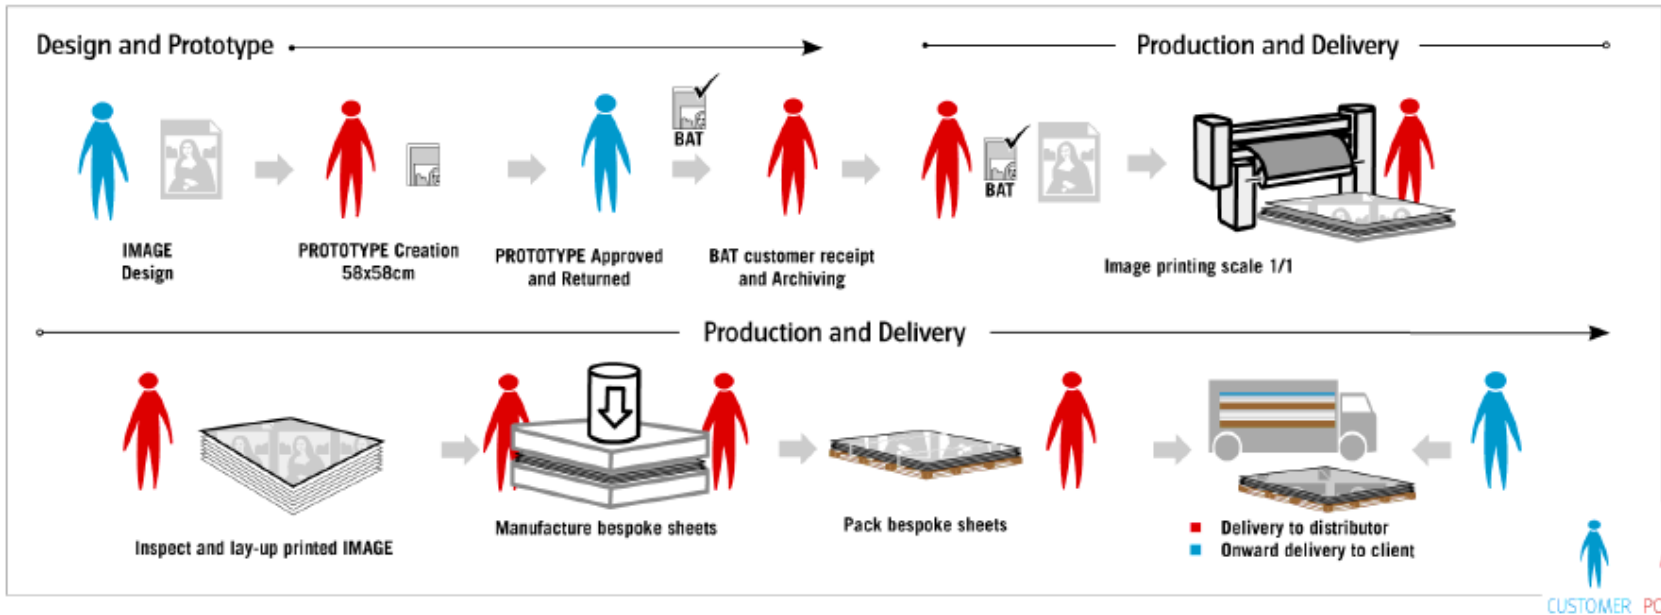 Design and Prototype
Production and Delivery
BAT
BAT
IMAGE
Design
PROTOTYPE Creation
58x58cm
PROTOTYPE Approved
and Returned
BAT customer receipt
and Archiving
Image printing scale 1/1
Production and Delivery
Inspect and lay-up printed IMAGE
Manufacture bespoke sheets
Pack bespoke sheets
Delivery to distributor
Onward delivery to client
CUSTOMER